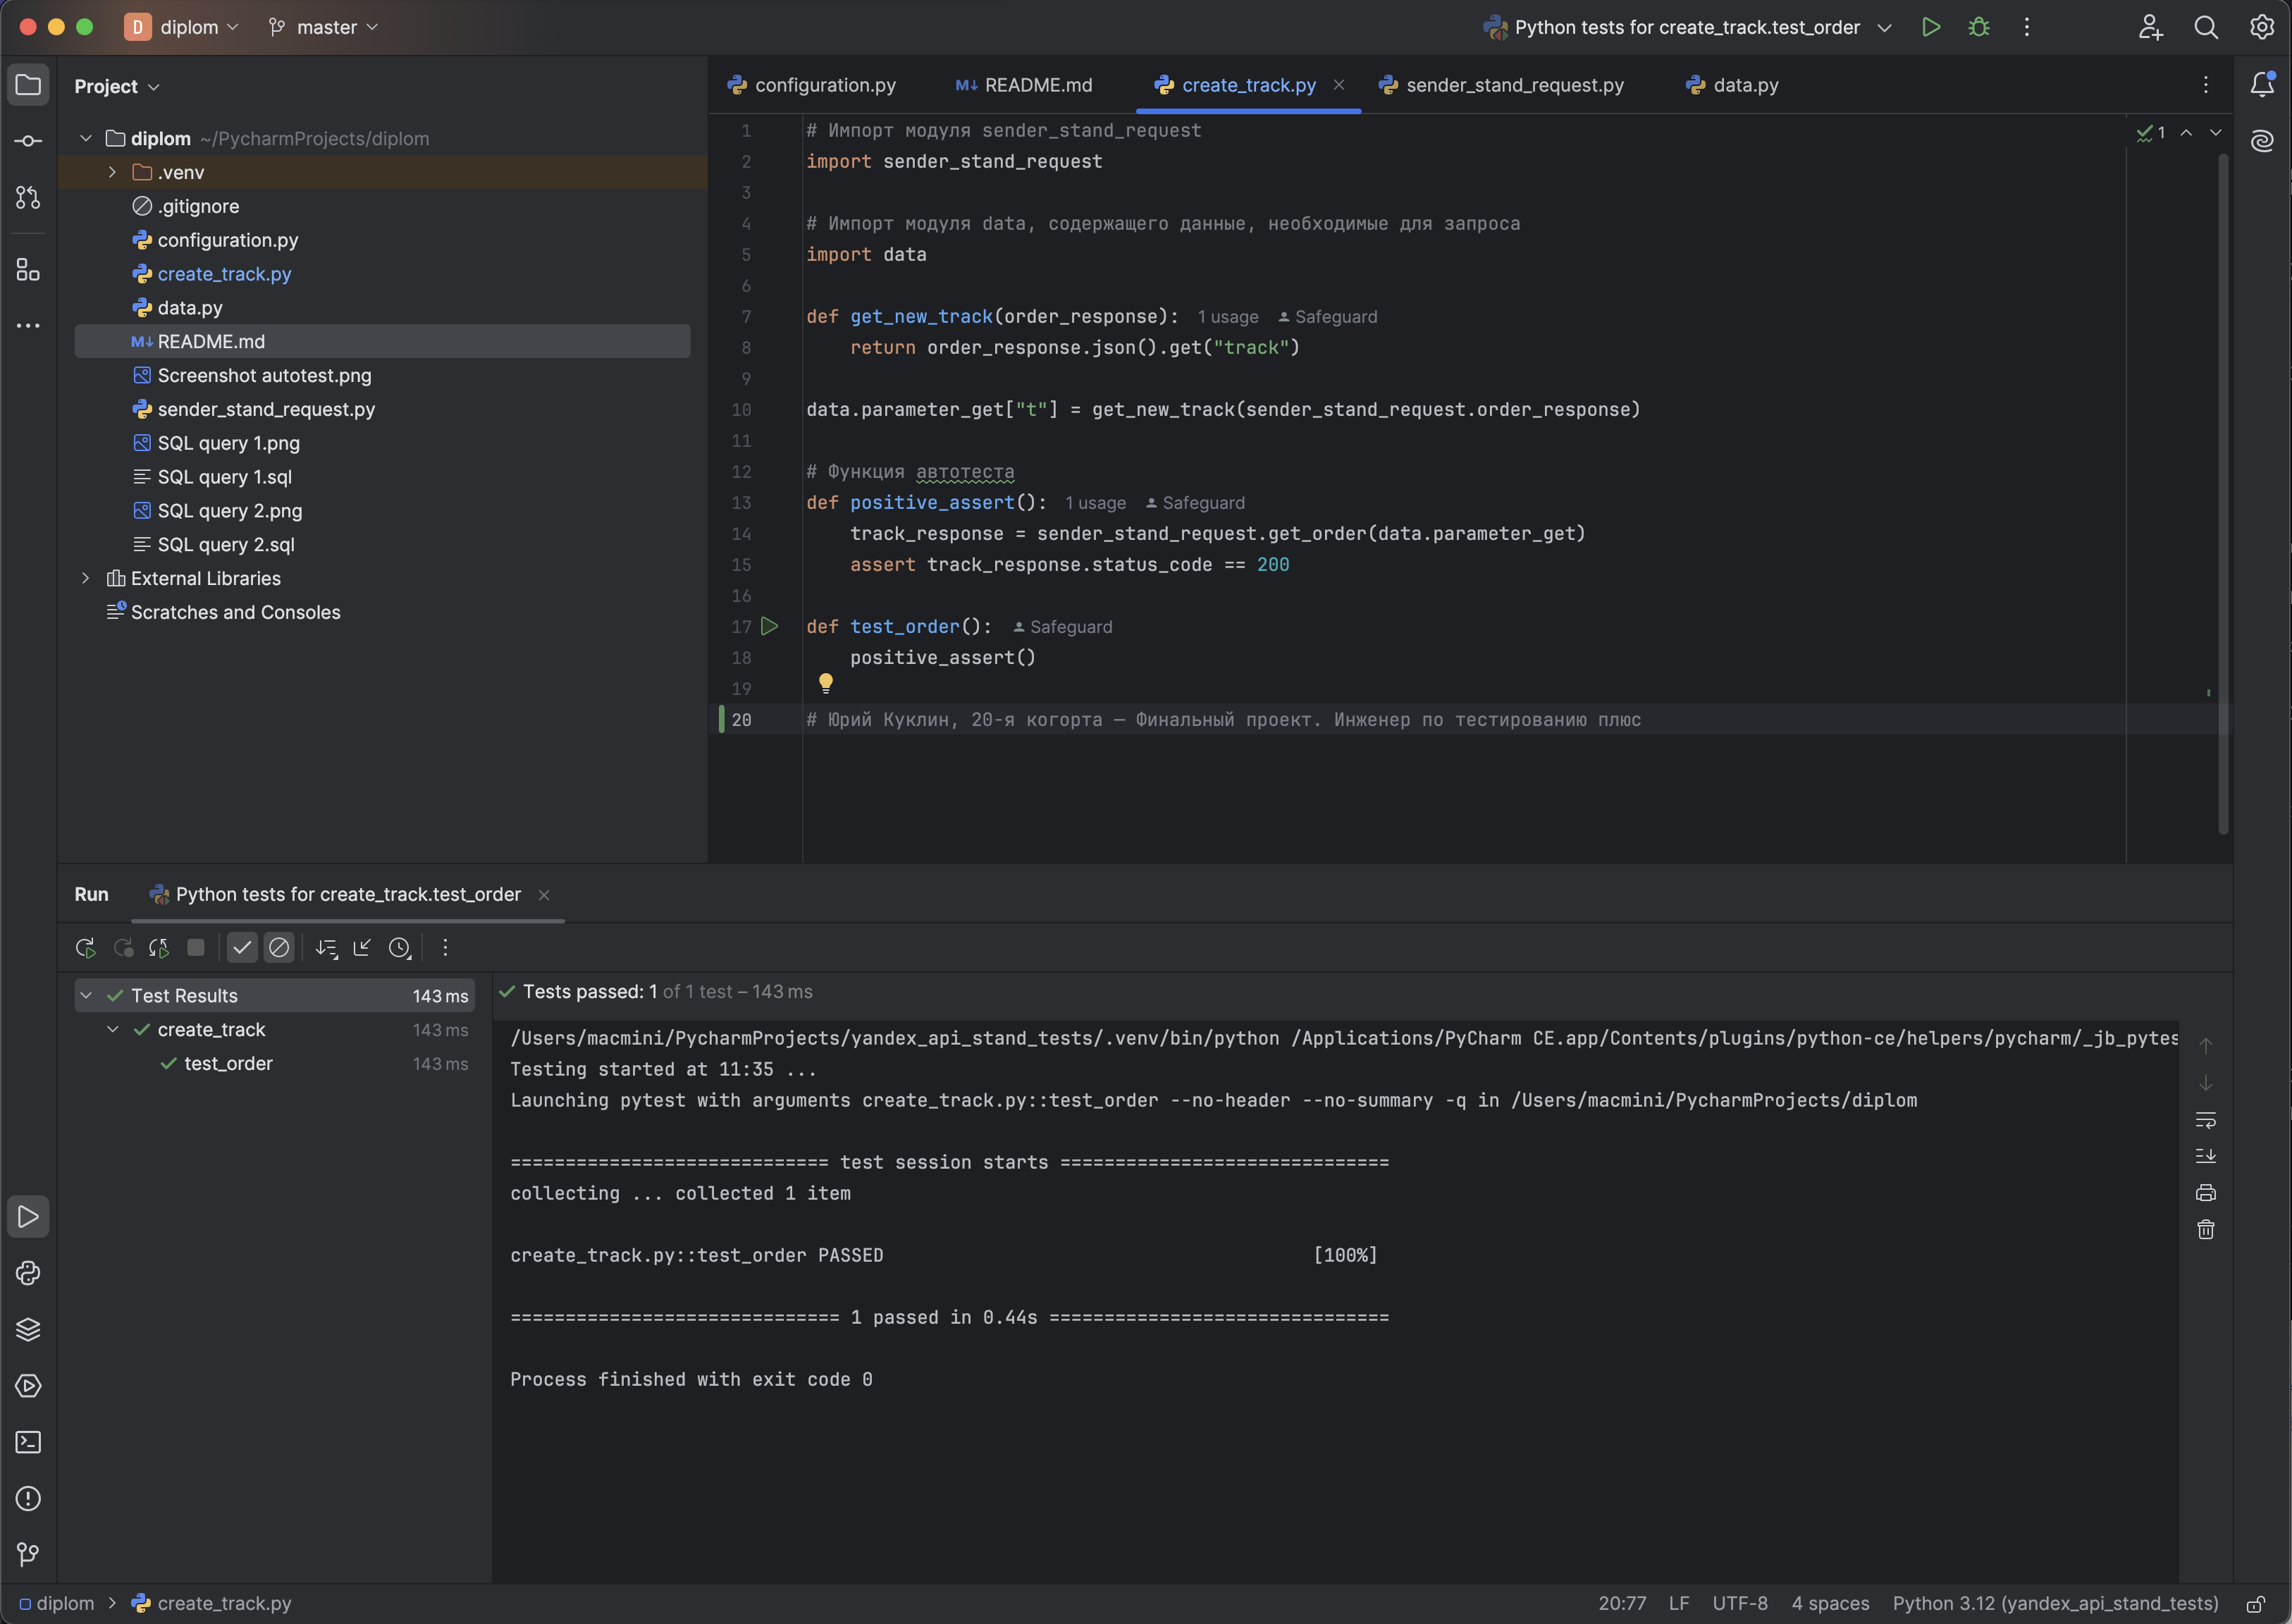 D diplom master Python tests for create_track.test_order
Project
configuration.py README.md create_track.py sender_stand_request.py data.py
diplom ~/PycharmProjects/diplom
.venv
.gitignore
configuration.py
create_track.py
data.py
M↓ README.md
Screenshot autotest.png
sender_stand_request.py
SQL query 1.png
SQL query 1.sql
SQL query 2.png
SQL query 2.sql
External Libraries
Scratches and Consoles
1
1 # Импорт модуля sender_stand_request
2 import sender_stand_request
3
4 # Импорт модуля data, содержащего данные, необходимые для запроса
5 import data
6
7 def get_new_track(order_response): 1 usage Safeguard
8 return order_response.json().get("track")
9
10 data.parameter_get["t"] = get_new_track(sender_stand_request.order_response)
11
12 # Функция автотеста
13 def positive_assert(): 1 usage Safeguard
14 track_response = sender_stand_request.get_order(data.parameter_get)
15 assert track_response.status_code == 200
16
17 def test_order(): Safeguard
18 positive_assert()
19
20 # Юрий Куклин, 20-я когорта — Финальный проект. Инженер по тестированию плюс
Run Python tests for create_track.test_order
Test Results 143 ms
create_track 143 ms
test_order 143 ms
Tests passed: 1 of 1 test – 143 ms
/Users/macmini/PycharmProjects/yandex_api_stand_tests/.venv/bin/python /Applications/PyCharm CE.app/Contents/plugins/python-ce/helpers/pycharm/_jb_pytes
Testing started at 11:35 ...
Launching pytest with arguments create_track.py::test_order --no-header --no-summary -q in /Users/macmini/PycharmProjects/diplom
============================= test session starts ==============================
collecting ... collected 1 item
create_track.py::test_order PASSED [100%]
============================== 1 passed in 0.44s ===============================
Process finished with exit code 0
diplom > create_track.py
20:77 LF UTF-8 4 spaces Python 3.12 (yandex_api_stand_tests)